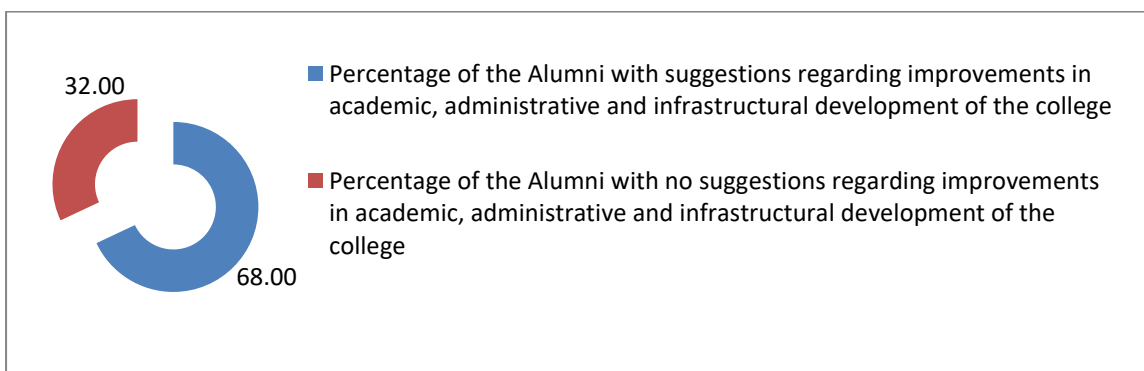 32.00
68.00
Percentage of the Alumni with suggestions regarding improvements in
academic, administrative and infrastructural development of the college
Percentage of the Alumni with no suggestions regarding improvements
in academic, administrative and infrastructural development of the
college